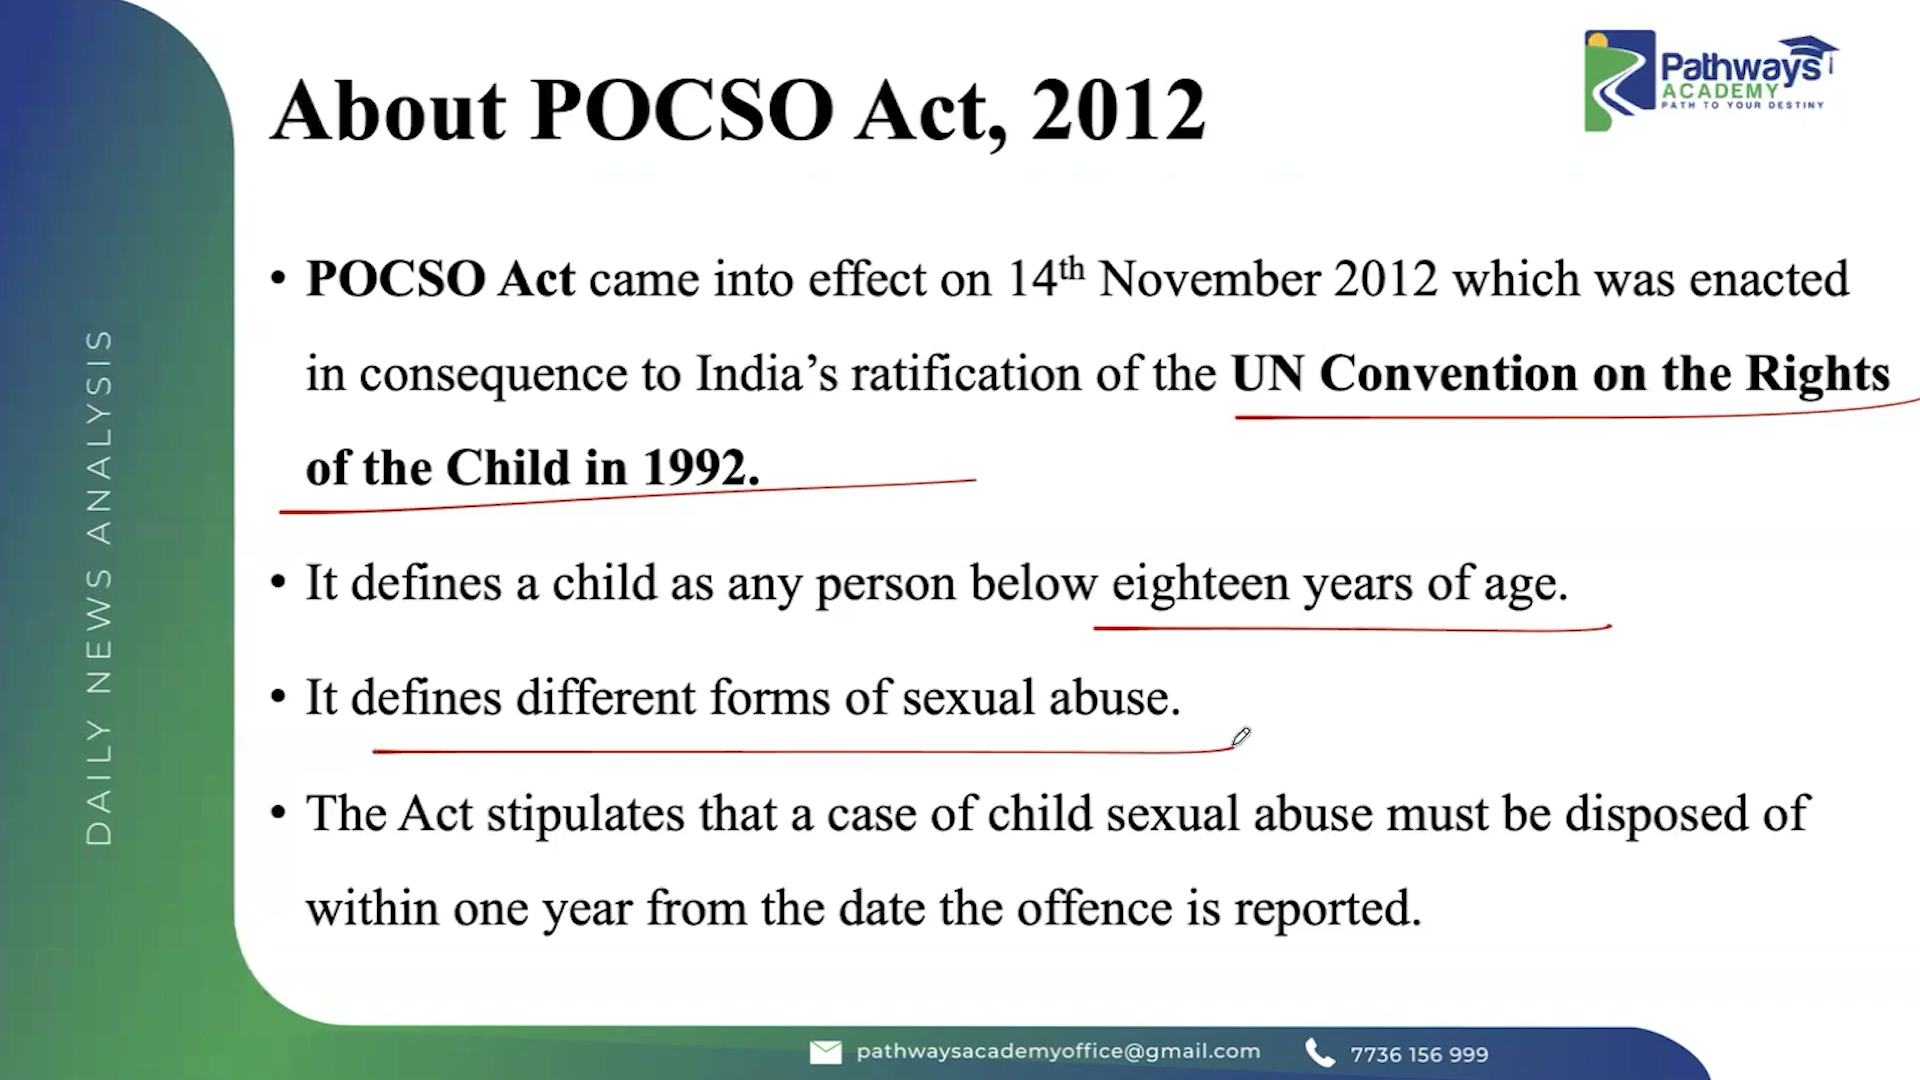 About POCSO Act, 2012
Pathways
ACADEMY
PATH TO YOUR DESTINY
• POCSO Act came into effect on 14th November 2012 which was enacted
in consequence to India’s ratification of the UN Convention on the Rights
of the Child in 1992.
• It defines a child as any person below eighteen years of age.
• It defines different forms of sexual abuse.
• The Act stipulates that a case of child sexual abuse must be disposed of
within one year from the date the offence is reported.
DAILY NEWS ANALYSIS
pathwaysacademyoffice@gmail.com
7736 156 999